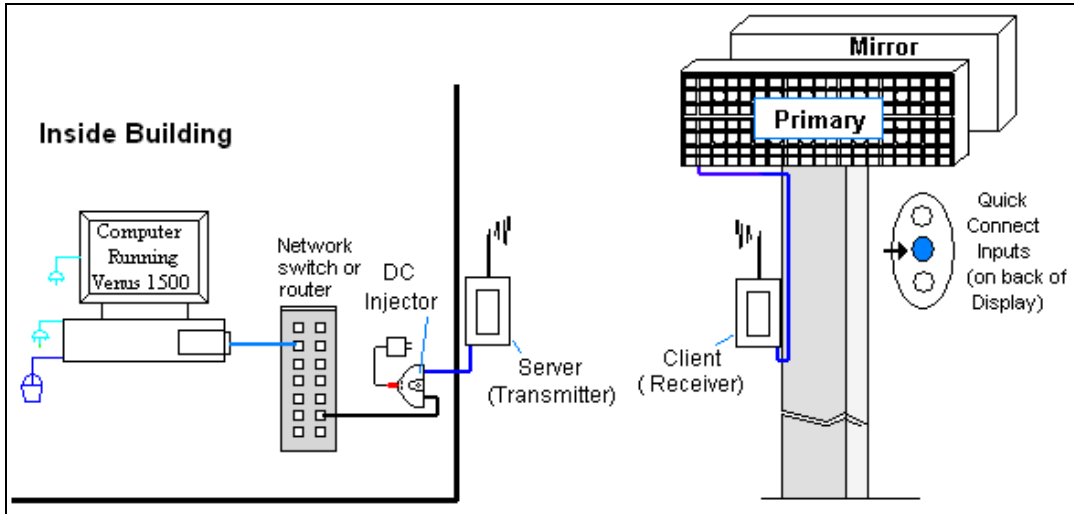 Inside Building
Computer
Running
Venus 1500
Network
switch or
router
DC
Injector
Server
(Transmitter)
Client
( Receiver)
Mirror
Primary
Quick
Connect
Inputs
(on back of
Display)